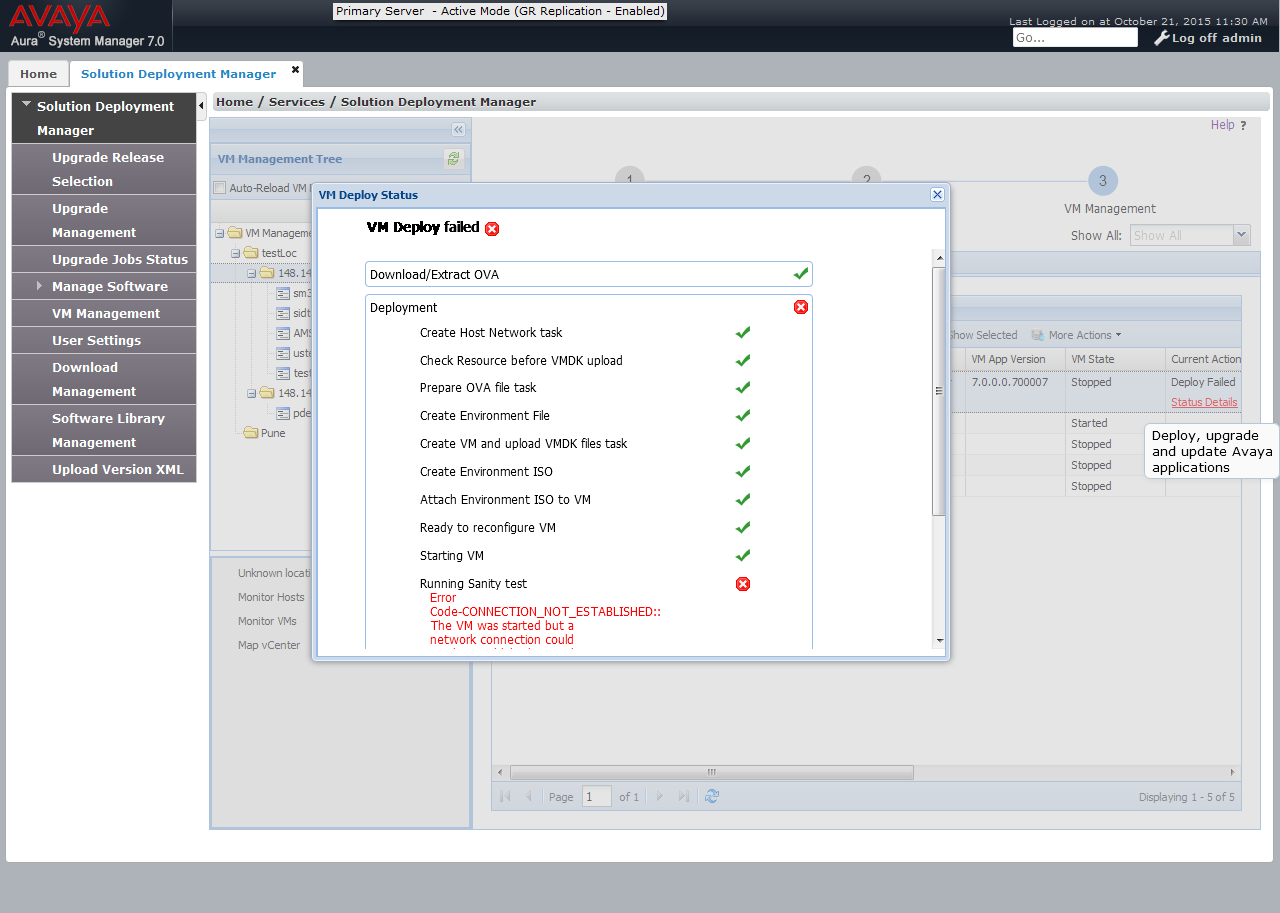 AVAYA
Aura® System Manager 7.0
Primary Server - Active Mode (GR Replication - Enabled)
Last Logged on at October 21, 2015 11:30 AM
Go...
Log off admin
Home
Solution Deployment Manager
Solution Deployment
Manager
Upgrade Release
Selection
Upgrade
Management
Upgrade Jobs Status
Manage Software
VM Management
User Settings
Download
Management
Software Library
Management
Upload Version XML
Home / Services / Solution Deployment Manager
Help ?
VM Management Tree
Auto-Reload VM
VM Manageme
testLoc
148.14
sm3
sidt
AMS
uste
test
148.14
pde
Pune
Unknown locati
Monitor Hosts
Monitor VMs
Map vCenter
1
2
3
VM Management
Show All:
Show All
Show Selected
More Actions
VM App Version
VM State
Current Action
7.0.0.0.700007
Stopped
Deploy Failed
Status Details
Started
Stopped
Stopped
Stopped
Deploy, upgrade
and update Avaya
applications
Page
1
of 1
Displaying 1 - 5 of 5
VM Deploy Status
VM Deploy failed
Download/Extract OVA
Deployment
Create Host Network task
Check Resource before VMDK upload
Prepare OVA file task
Create Environment File
Create VM and upload VMDK files task
Create Environment ISO
Attach Environment ISO to VM
Ready to reconfigure VM
Starting VM
Running Sanity test
Error
Code-CONNECTION_NOT_ESTABLISHED::
The VM was started but a
network connection could